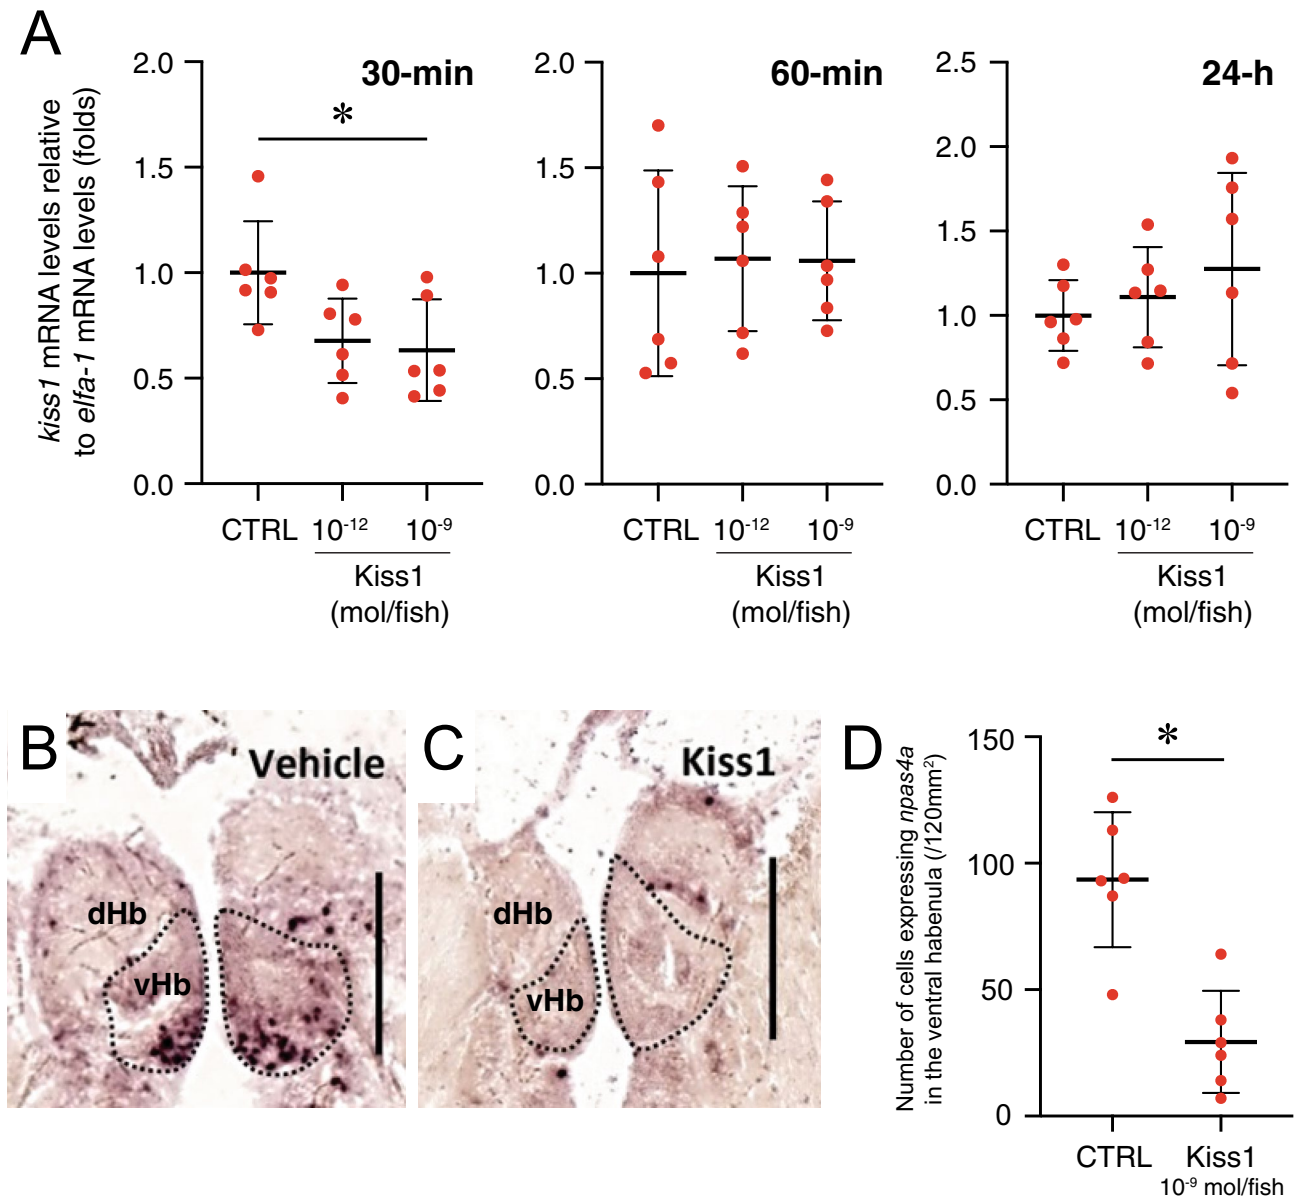 A
kiss1 mRNA levels relative
to elfa-1 mRNA levels (folds)
30-min
*
2.0
1.5
1.0
0.5
0.0
CTRL 10⁻¹² 10⁻⁹
Kiss1
(mol/fish)
60-min
2.0
1.5
1.0
0.5
0.0
CTRL 10⁻¹² 10⁻⁹
Kiss1
(mol/fish)
24-h
2.5
2.0
1.5
1.0
0.5
0.0
CTRL 10⁻¹² 10⁻⁹
Kiss1
(mol/fish)
B
Vehicle
dHb
vHb
C
Kiss1
dHb
vHb
D
Number of cells expressing npas4a
in the ventral habenula (/120mm²)
*
150
100
50
0
CTRL Kiss1
10⁻⁹ mol/fish